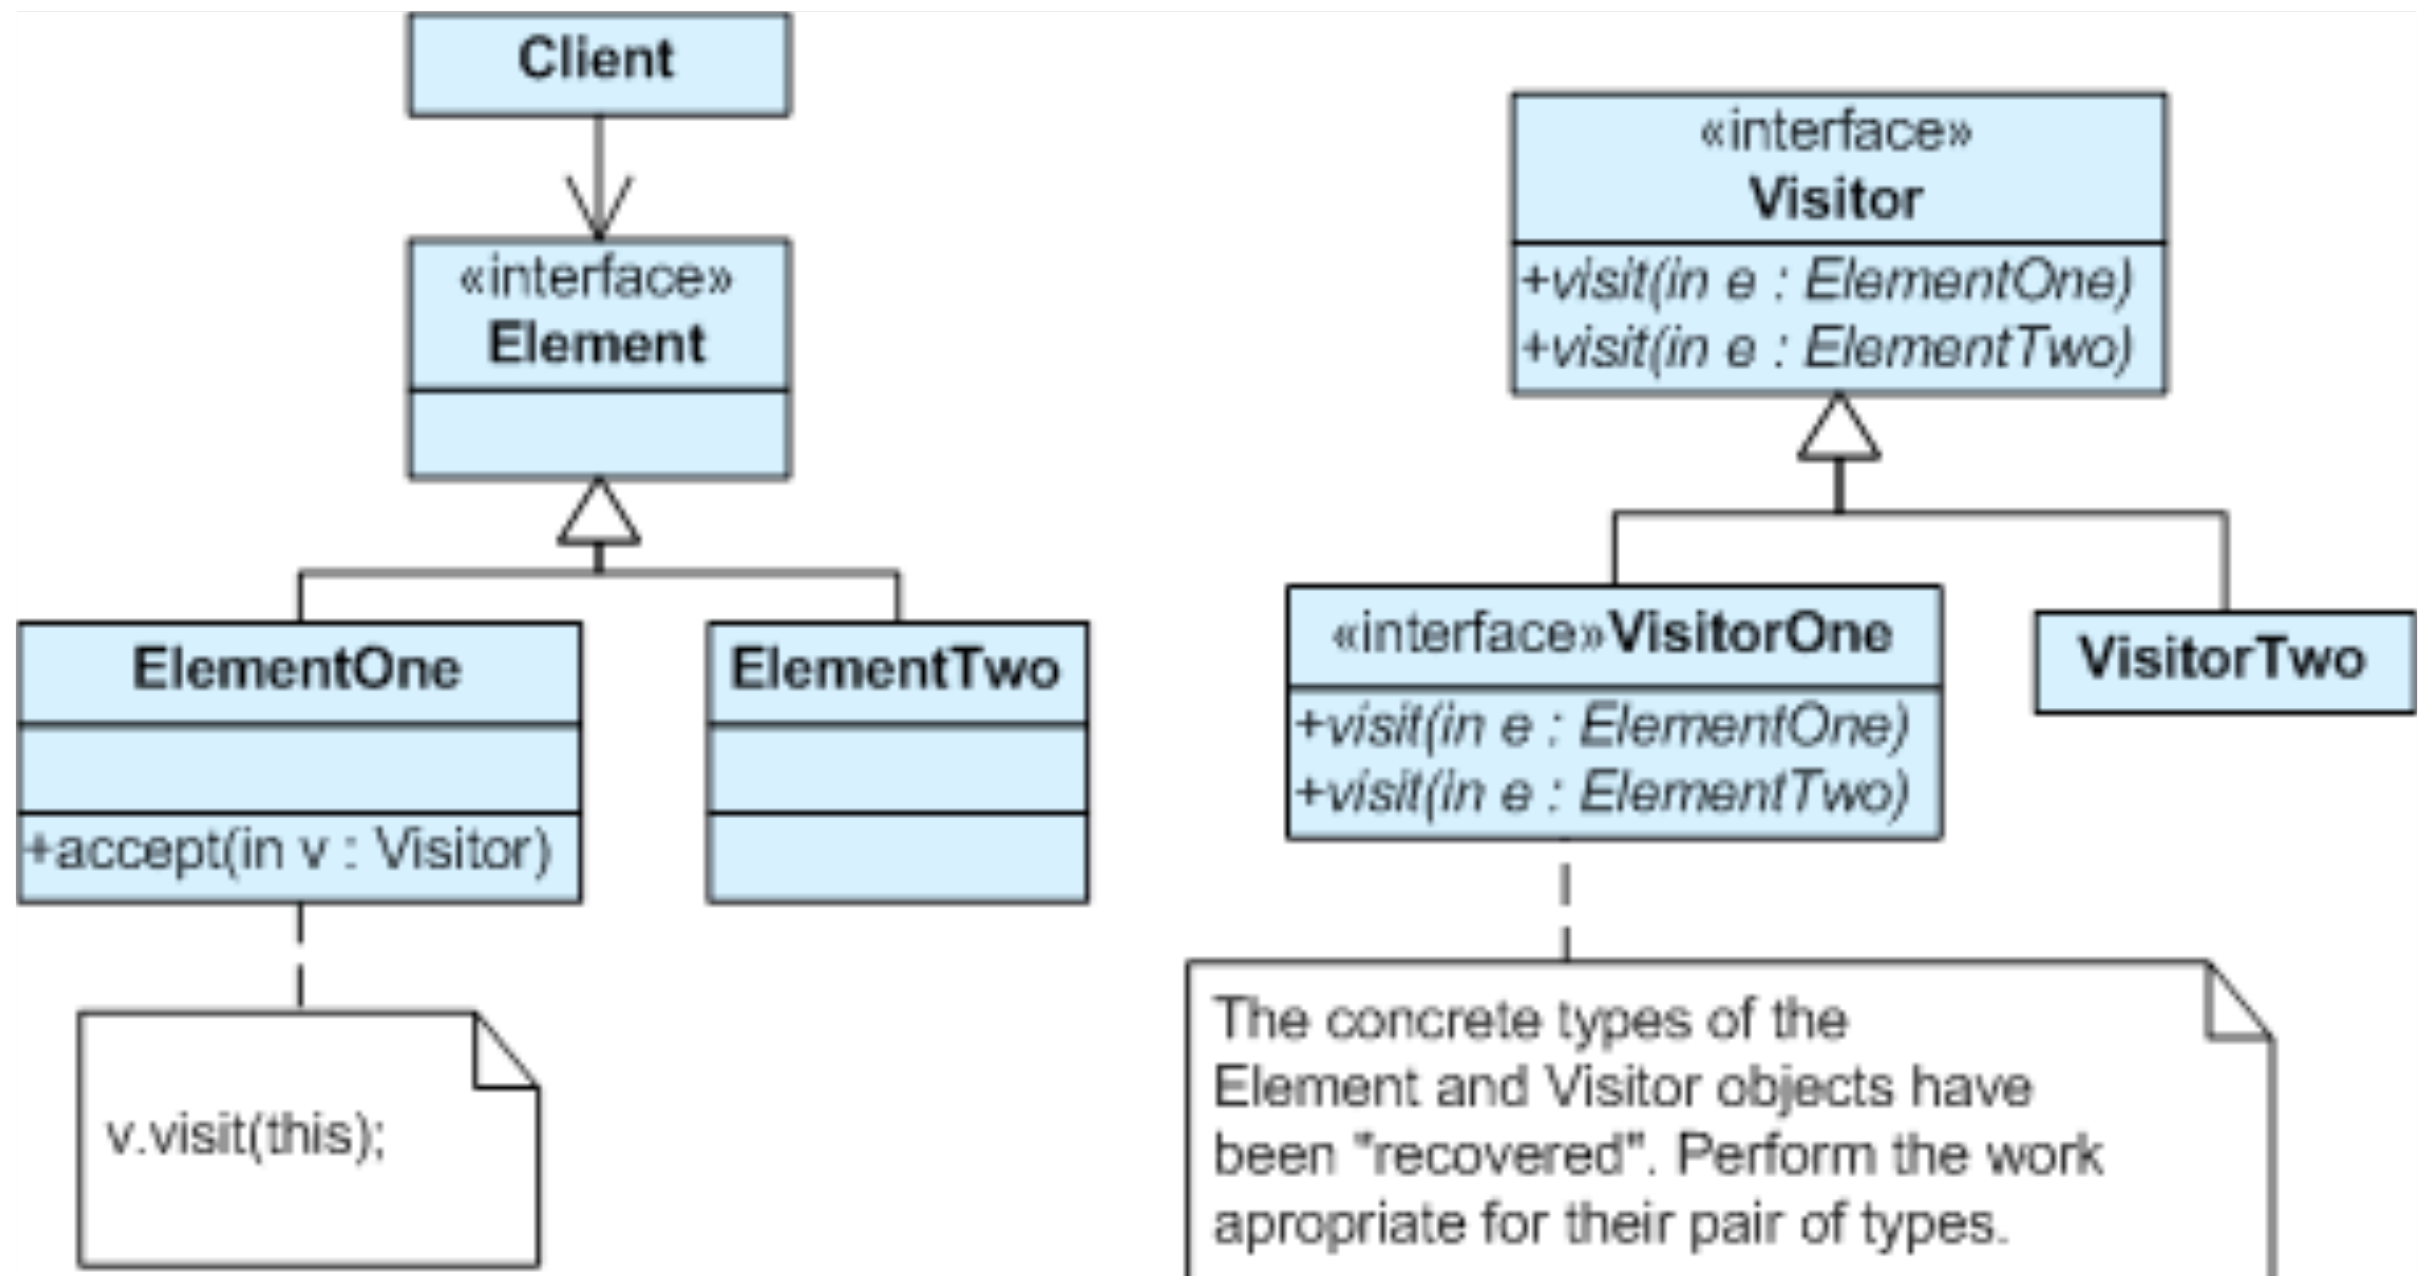 Client
«interface»
Element
ElementOne
+accept(in v : Visitor)
v.visit(this);
ElementTwo
«interface»
Visitor
+visit(in e : ElementOne)
+visit(in e : ElementTwo)
«interface»VisitorOne
+visit(in e : ElementOne)
+visit(in e : ElementTwo)
VisitorTwo
The concrete types of the
Element and Visitor objects have
been "recovered". Perform the work
apropriate for their pair of types.